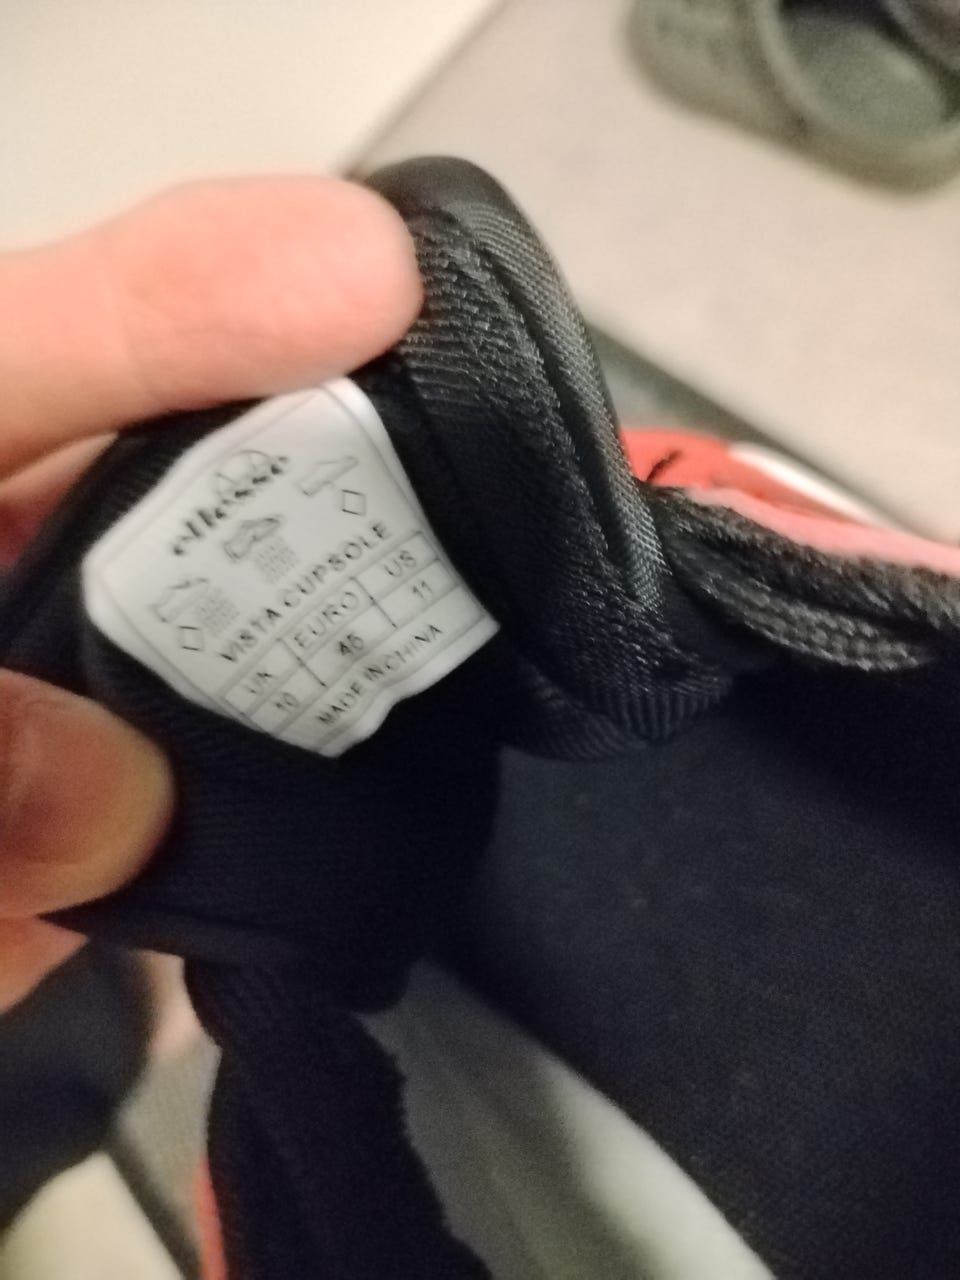 ellesse
VISTA CUPSOLE
UK EURO US
10 45 11
MADE IN CHINA